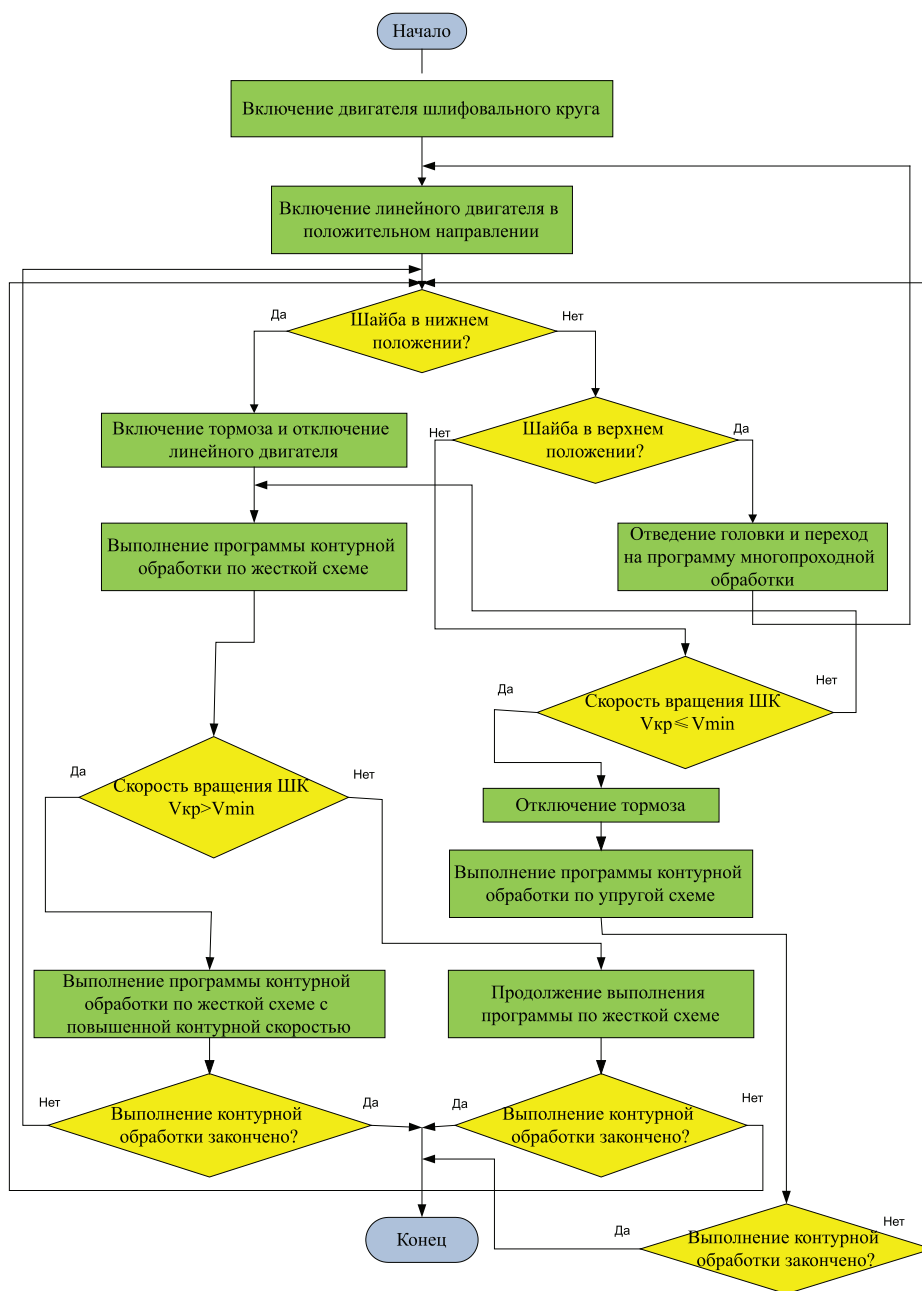 Начало
Включение двигателя шлифовального круга
Включение линейного двигателя в
положительном направлении
Да
Шайба в нижнем
положении?
Нет
Включение тормоза и отключение
линейного двигателя
Нет
Шайба в верхнем
положении?
Да
Выполнение программы контурной
обработки по жесткой схеме
Отведение головки и переход
на программу многопроходной
обработки
Да
Скорость вращения ШК
Vкр⩽Vmin
Нет
Да
Скорость вращения ШК
Vкр>Vmin
Нет
Отключение тормоза
Выполнение программы контурной
обработки по упругой схеме
Выполнение программы контурной
обработки по жесткой схеме с
повышенной контурной скоростью
Продолжение выполнения
программы по жесткой схеме
Нет
Выполнение контурной
обработки закончено?
Да
Да
Выполнение контурной
обработки закончено?
Нет
Конец
Да
Выполнение контурной
обработки закончено?
Нет